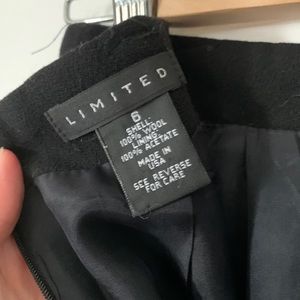 LIMITED
6
SHELL:
100% WOOL
LINING:
100% ACETATE
MADE IN
USA
SEE REVERSE
FOR CARE